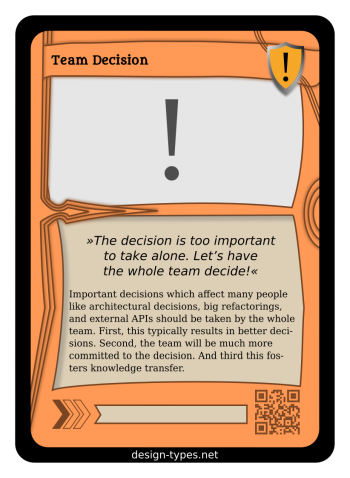 Team Decision
!
!
»The decision is too important
to take alone. Let’s have
the whole team decide!«
Important decisions which affect many people
like architectural decisions, big refactorings,
and external APIs should be taken by the whole
team. First, this typically results in better deci-
sions. Second, the team will be much more
committed to the decision. And third this fos-
ters knowledge transfer.
design-types.net